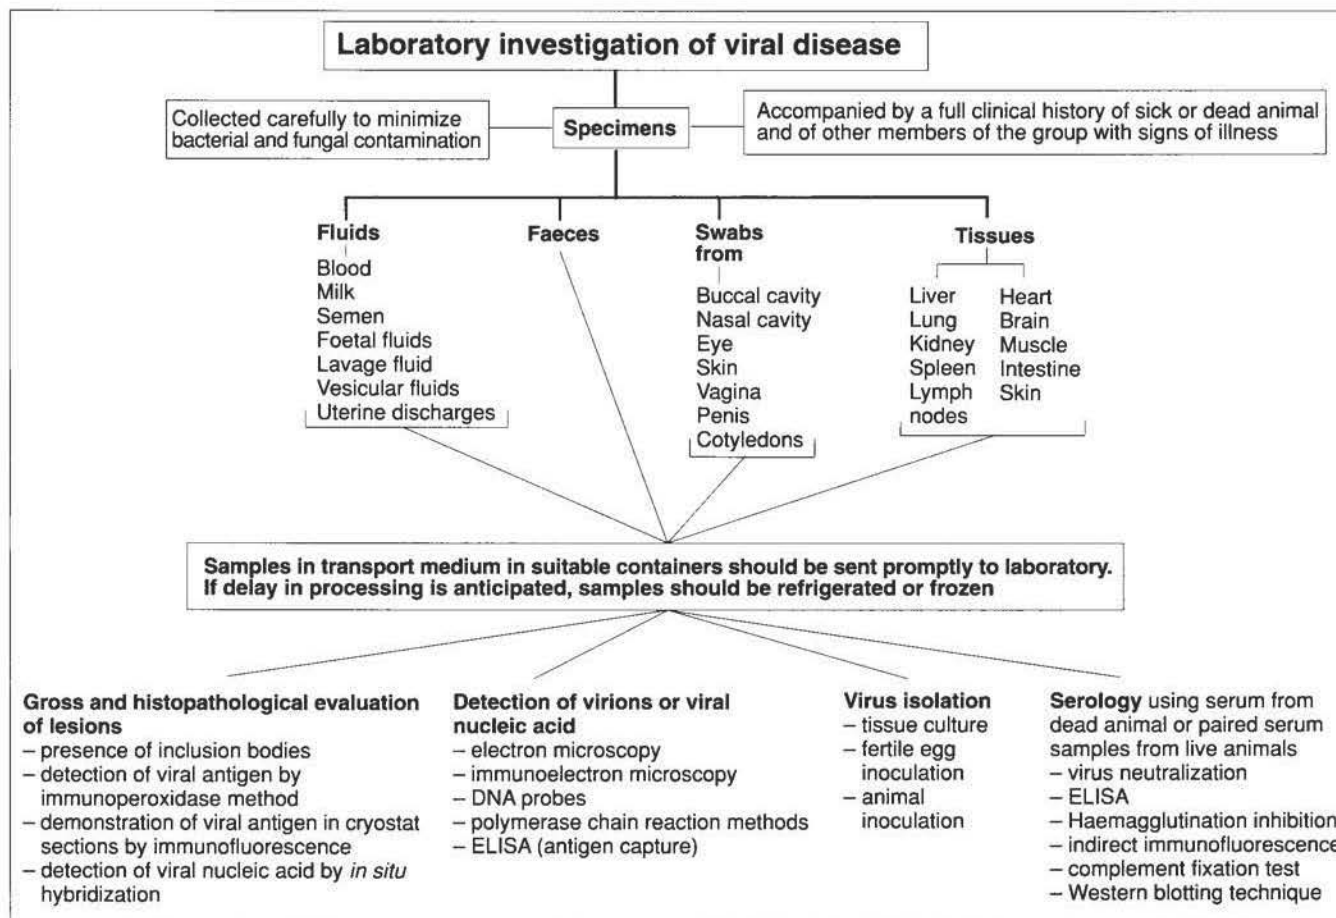 Laboratory investigation of viral disease
Collected carefully to minimize
bacterial and fungal contamination
Specimens
Accompanied by a full clinical history of sick or dead animal
and of other members of the group with signs of illness
Fluids
Blood
Milk
Semen
Foetal fluids
Lavage fluid
Vesicular fluids
Uterine discharges
Faeces
Swabs
from
Buccal cavity
Nasal cavity
Eye
Skin
Vagina
Penis
Cotyledons
Tissues
Liver
Lung
Kidney
Spleen
Lymph
nodes
Heart
Brain
Muscle
Intestine
Skin
Samples in transport medium in suitable containers should be sent promptly to laboratory.
If delay in processing is anticipated, samples should be refrigerated or frozen
Gross and histopathological evaluation
of lesions
– presence of inclusion bodies
– detection of viral antigen by
immunoperoxidase method
– demonstration of viral antigen in cryostat
sections by immunofluorescence
– detection of viral nucleic acid by in situ
hybridization
Detection of virions or viral
nucleic acid
– electron microscopy
– immunoelectron microscopy
– DNA probes
– polymerase chain reaction methods
– ELISA (antigen capture)
Virus isolation
– tissue culture
– fertile egg
inoculation
– animal
inoculation
Serology using serum from
dead animal or paired serum
samples from live animals
– virus neutralization
– ELISA
– Haemagglutination inhibition
– indirect immunofluorescence
– complement fixation test
– Western blotting technique